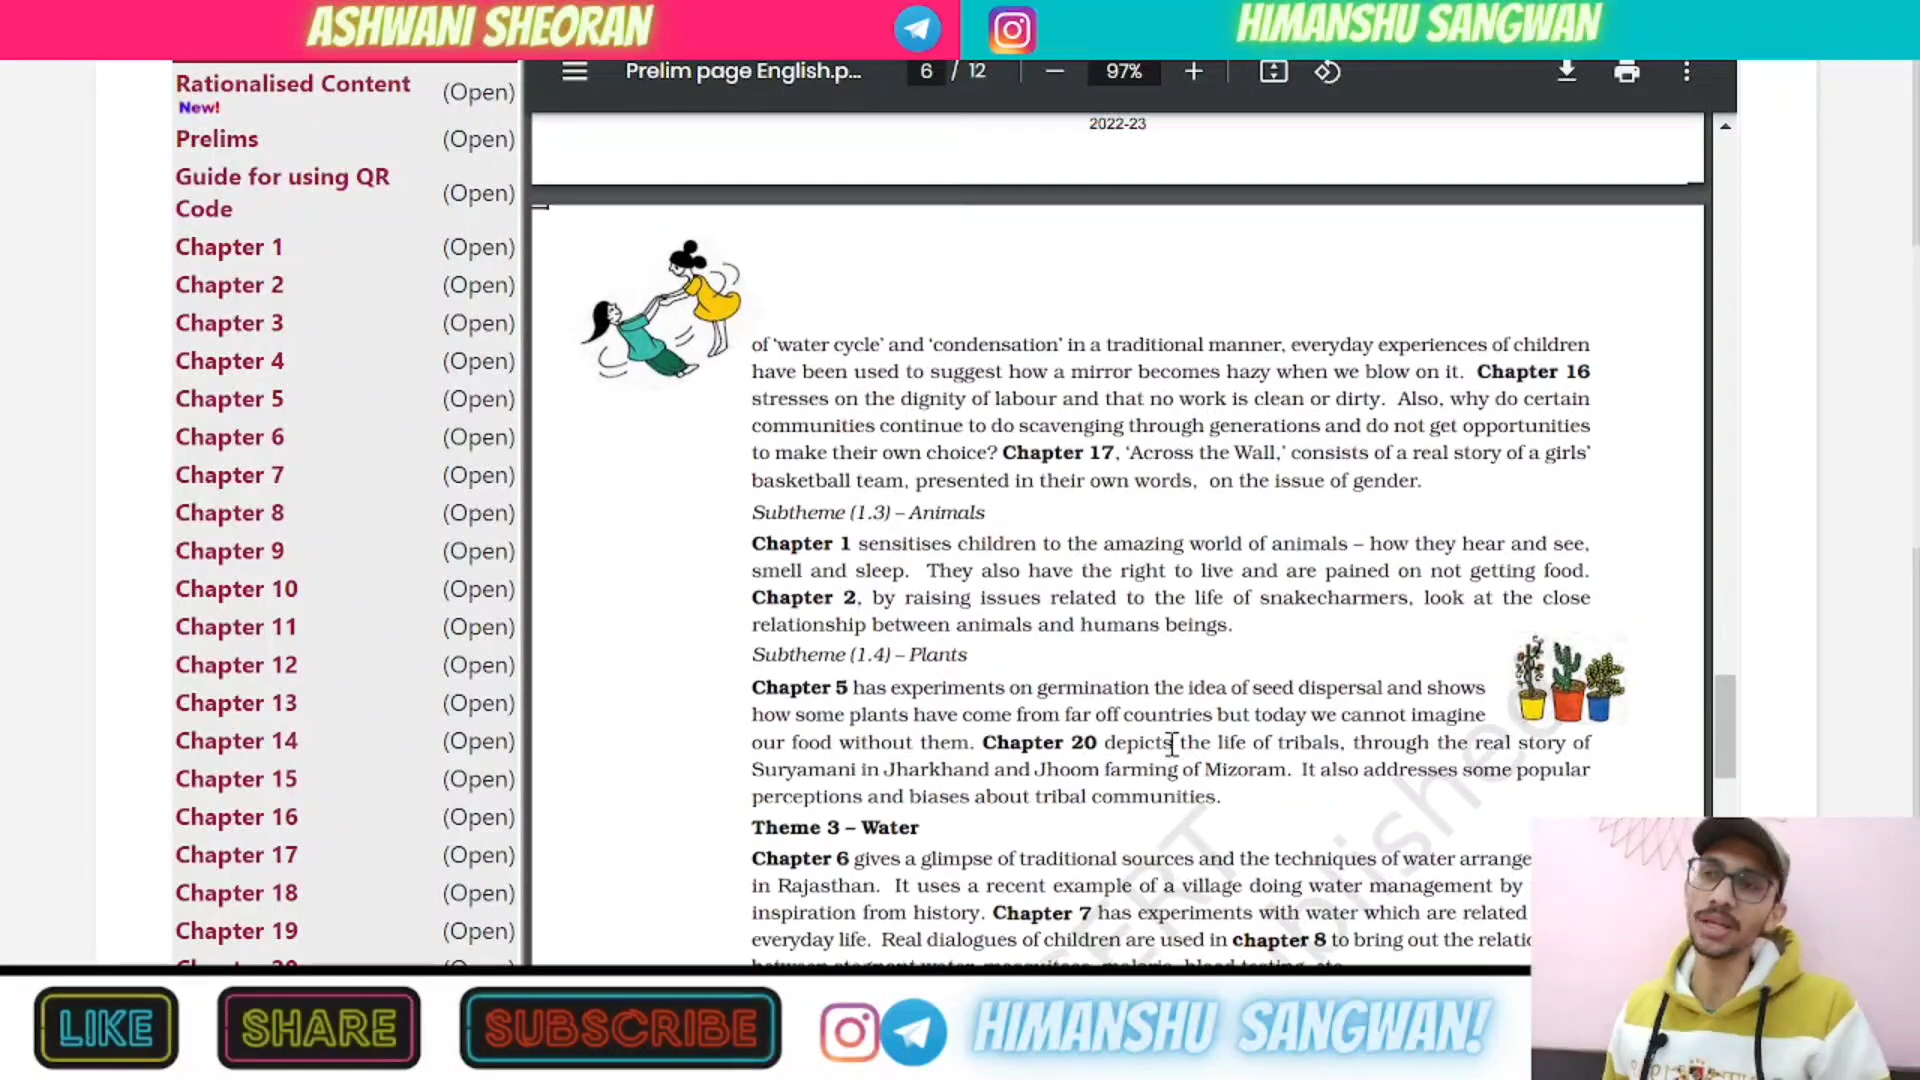 ASHWANI SHEORAN
HIMANSHU SANGWAN
Rationalised Content (Open)
New!
Prelims (Open)
Guide for using QR Code (Open)
Chapter 1 (Open)
Chapter 2 (Open)
Chapter 3 (Open)
Chapter 4 (Open)
Chapter 5 (Open)
Chapter 6 (Open)
Chapter 7 (Open)
Chapter 8 (Open)
Chapter 9 (Open)
Chapter 10 (Open)
Chapter 11 (Open)
Chapter 12 (Open)
Chapter 13 (Open)
Chapter 14 (Open)
Chapter 15 (Open)
Chapter 16 (Open)
Chapter 17 (Open)
Chapter 18 (Open)
Chapter 19 (Open)
Prelim page English.p... 6 / 12 97%
2022-23
of ‘water cycle’ and ‘condensation’ in a traditional manner, everyday experiences of children
have been used to suggest how a mirror becomes hazy when we blow on it. Chapter 16
stresses on the dignity of labour and that no work is clean or dirty. Also, why do certain
communities continue to do scavenging through generations and do not get opportunities
to make their own choice? Chapter 17, ‘Across the Wall,’ consists of a real story of a girls’
basketball team, presented in their own words, on the issue of gender.
Subtheme (1.3) – Animals
Chapter 1 sensitises children to the amazing world of animals – how they hear and see,
smell and sleep. They also have the right to live and are pained on not getting food.
Chapter 2, by raising issues related to the life of snakecharmers, look at the close
relationship between animals and humans beings.
Subtheme (1.4) – Plants
Chapter 5 has experiments on germination the idea of seed dispersal and shows
how some plants have come from far off countries but today we cannot imagine
our food without them. Chapter 20 depicts the life of tribals, through the real story of
Suryamani in Jharkhand and Jhoom farming of Mizoram. It also addresses some popular
perceptions and biases about tribal communities.
Theme 3 – Water
Chapter 6 gives a glimpse of traditional sources and the techniques of water arrange
in Rajasthan. It uses a recent example of a village doing water management by
inspiration from history. Chapter 7 has experiments with water which are related
everyday life. Real dialogues of children are used in chapter 8 to bring out the relatio
LIKE
SHARE
SUBSCRIBE
HIMANSHU SANGWAN!